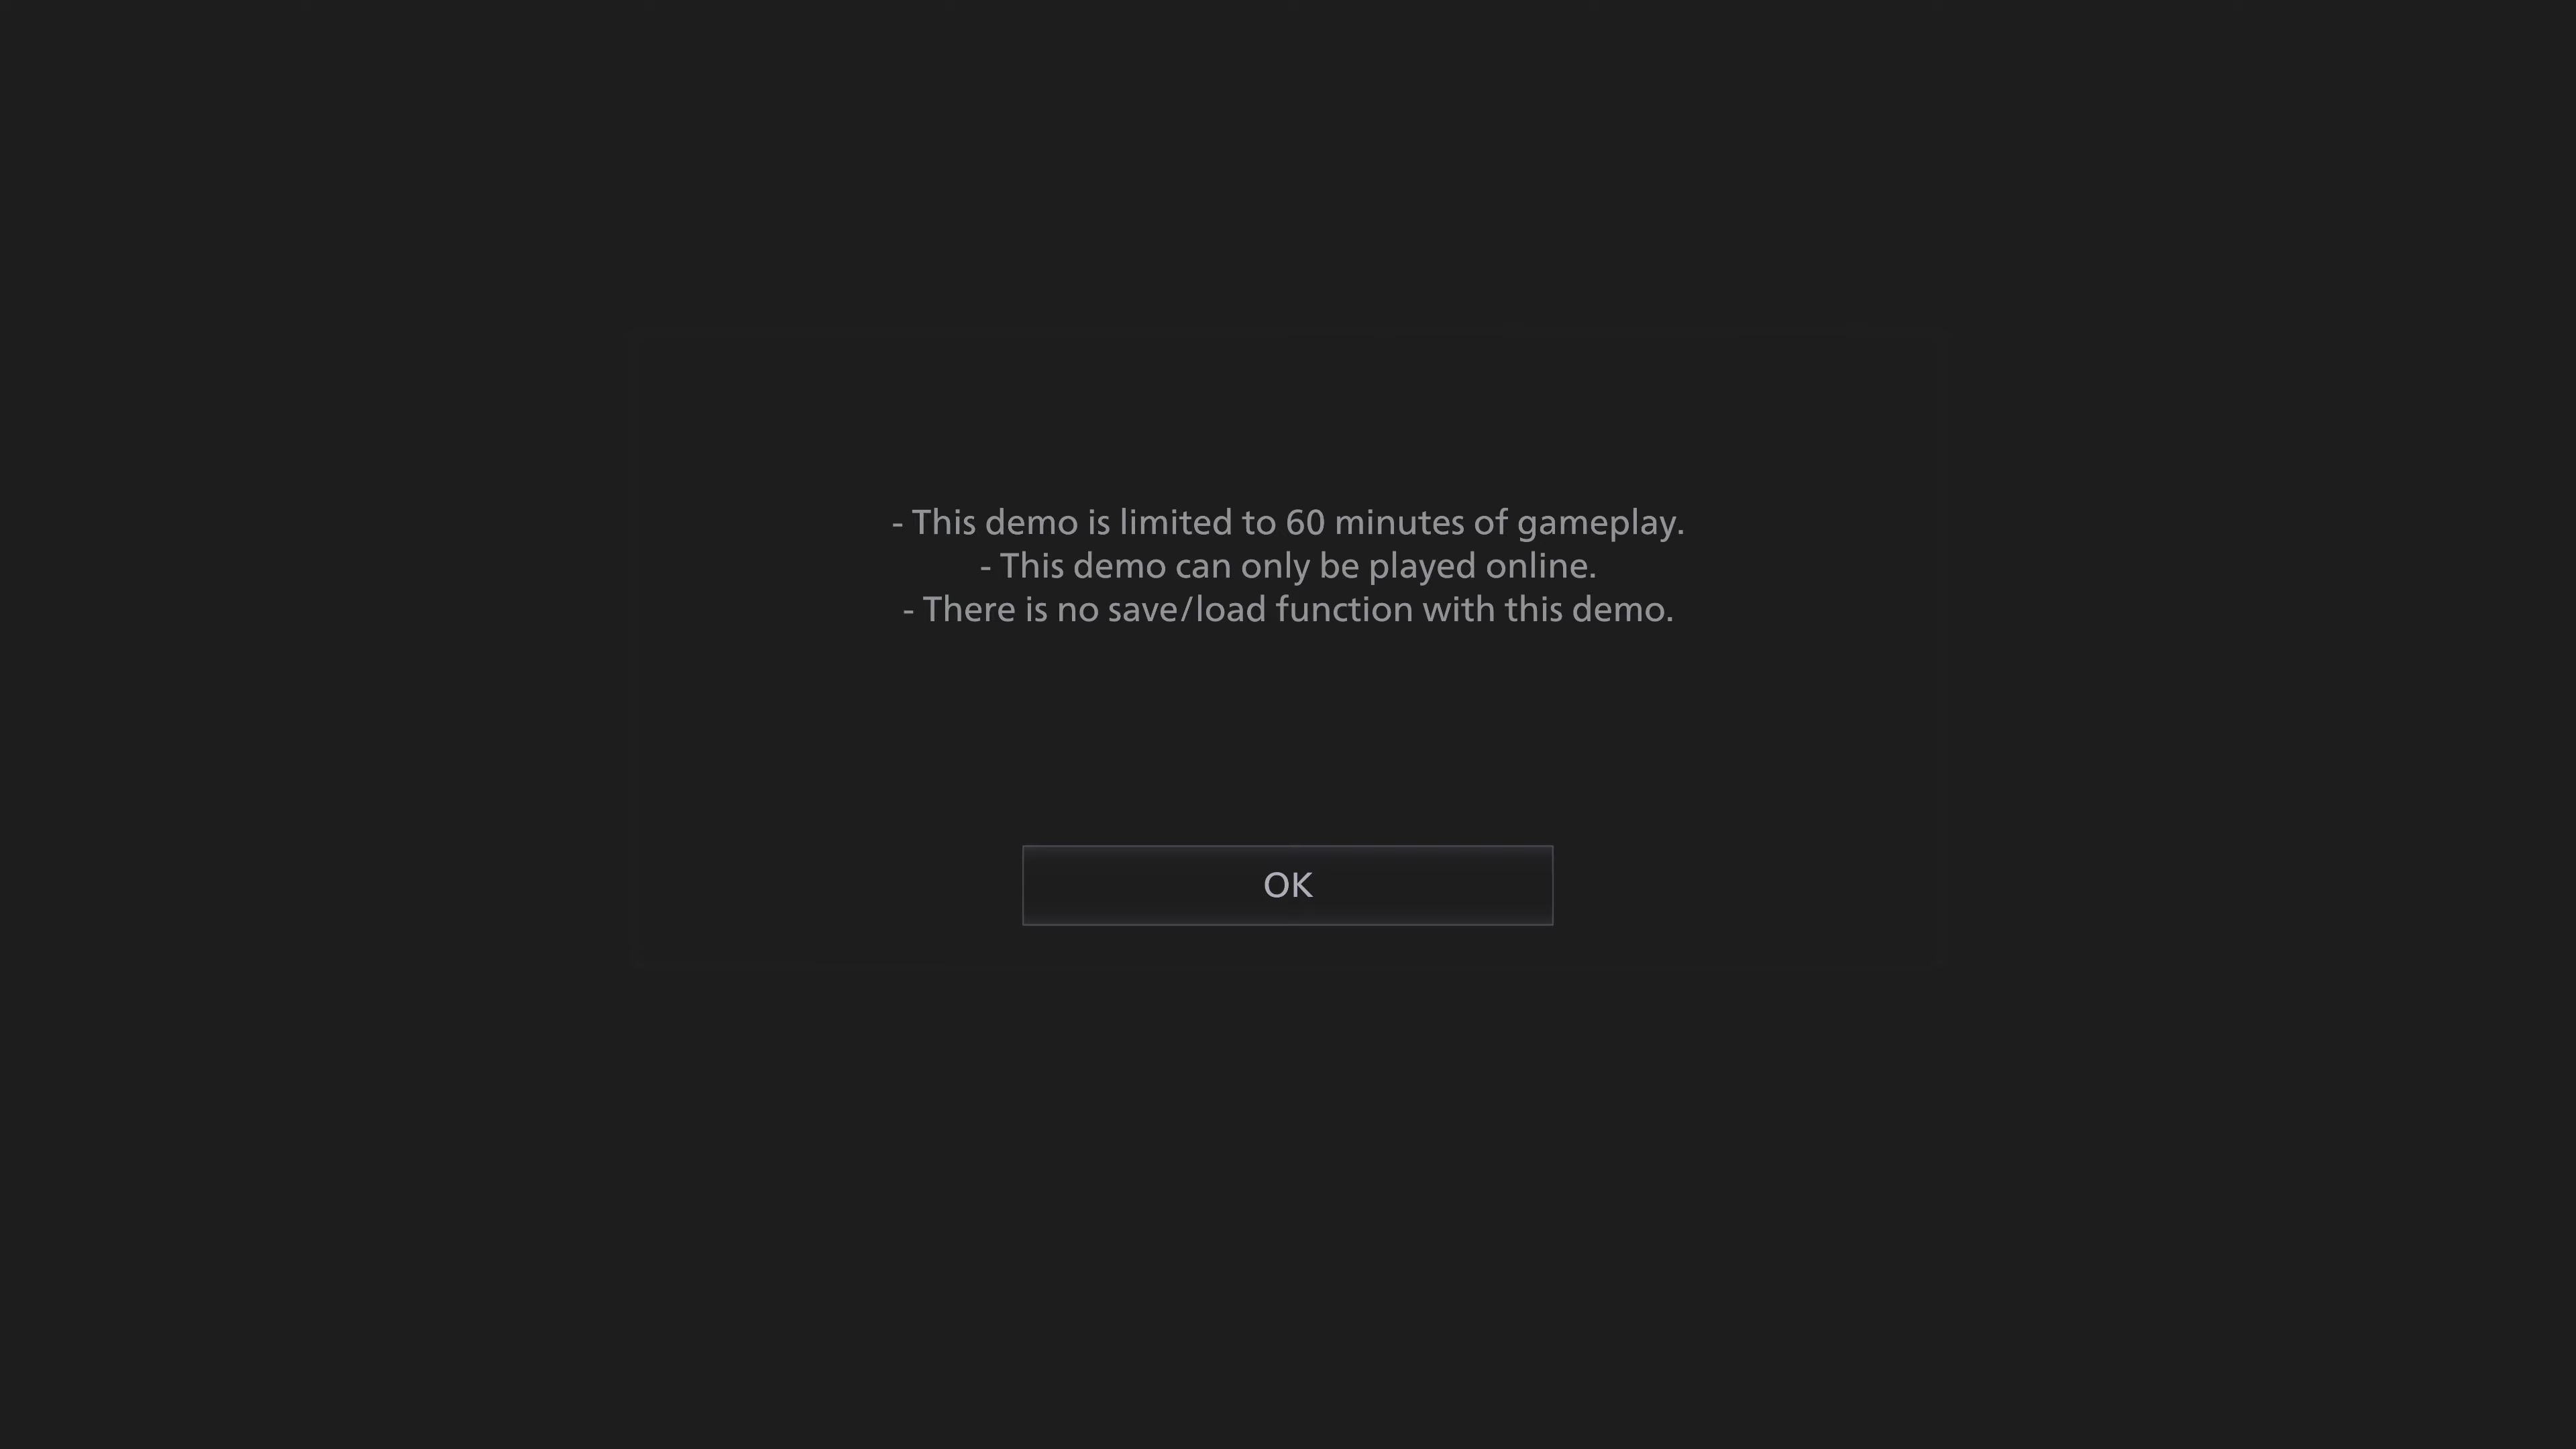 - This demo is limited to 60 minutes of gameplay.
- This demo can only be played online.
- There is no save/load function with this demo.
OK